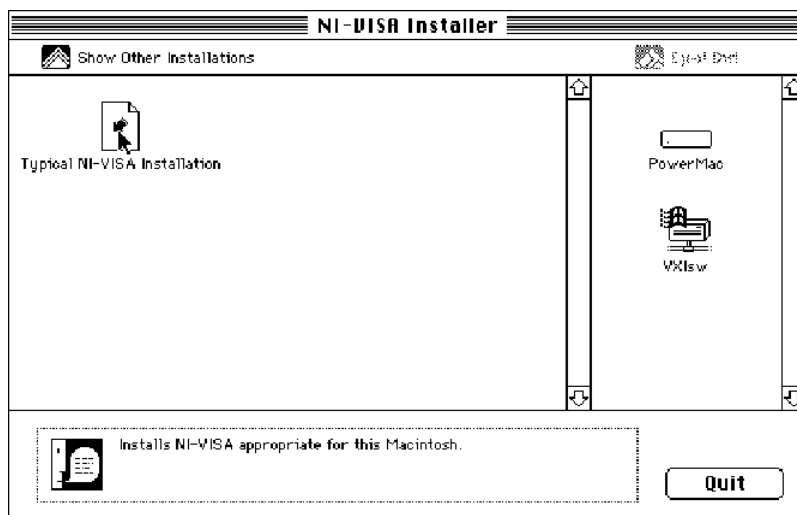 NI-VISA Installer
Show Other Installations
Typical NI-VISA Installation
PowerMac
VXIsw
Installs NI-VISA appropriate for this Macintosh.
Quit